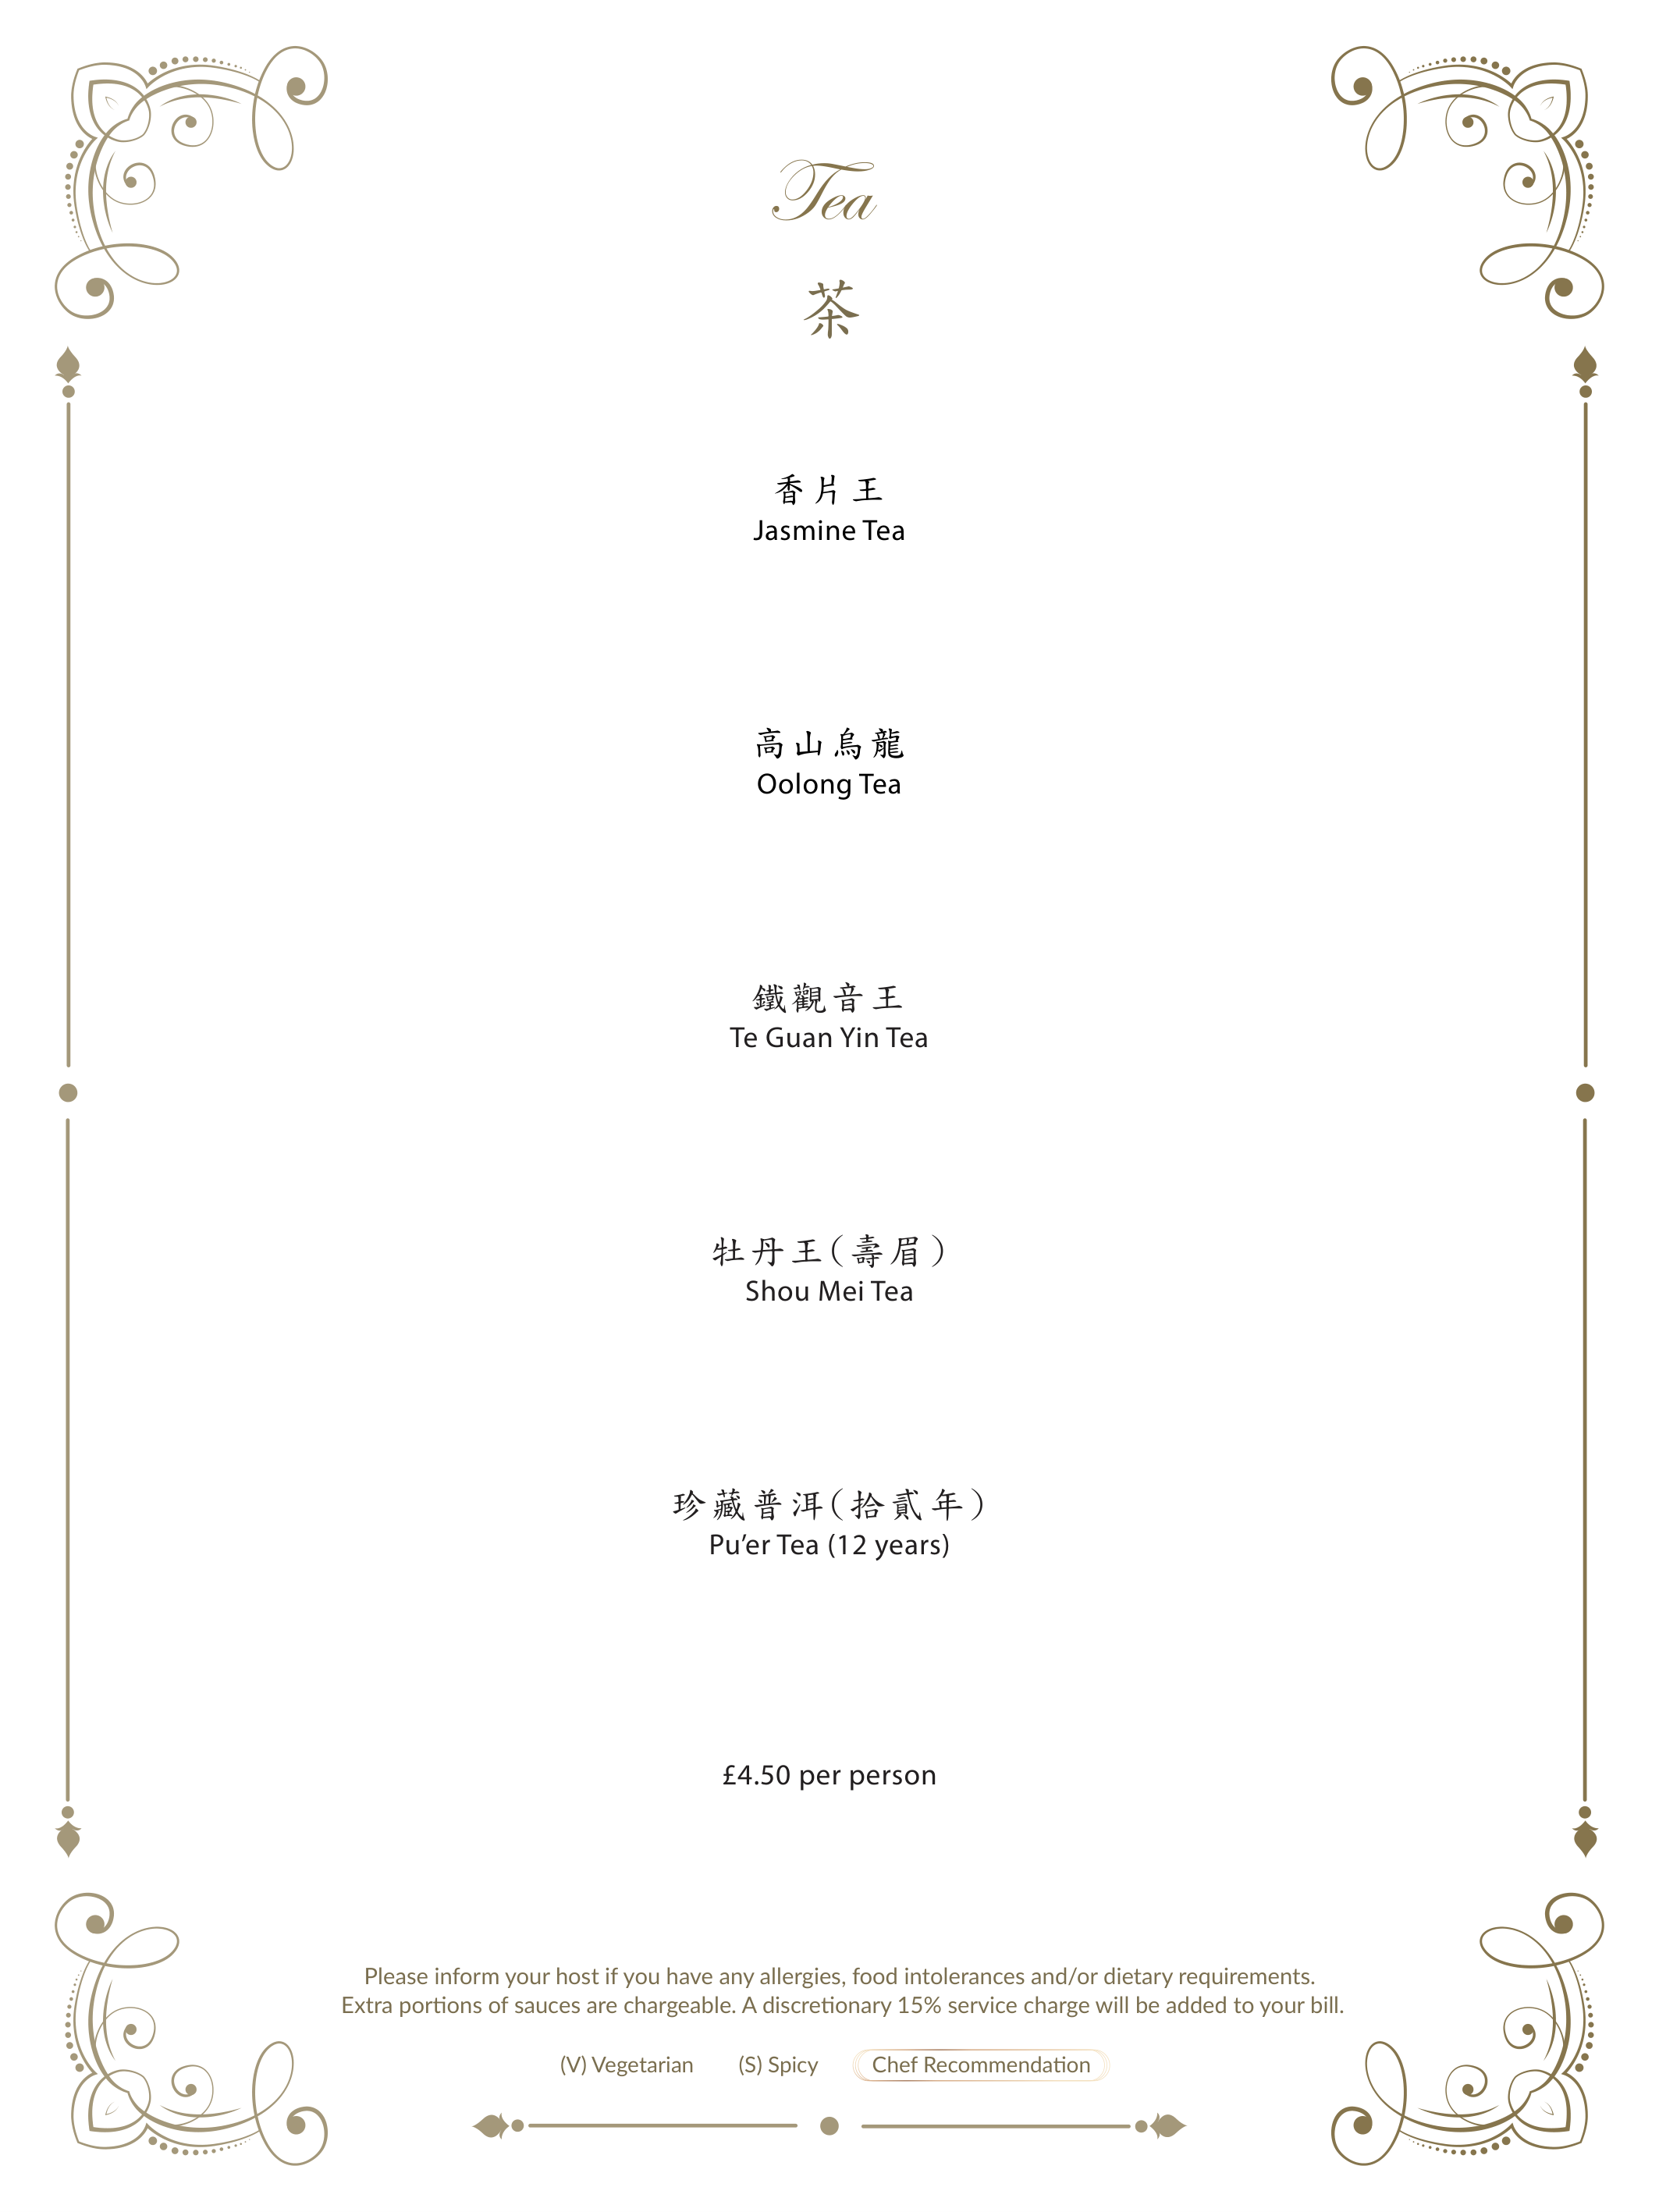 Tea
茶
香片王
Jasmine Tea
高山烏龍
Oolong Tea
鐵觀音王
Te Guan Yin Tea
牡丹王(壽眉)
Shou Mei Tea
珍藏普洱(拾貳年)
Pu’er Tea (12 years)
£4.50 per person
Please inform your host if you have any allergies, food intolerances and/or dietary requirements.
Extra portions of sauces are chargeable. A discretionary 15% service charge will be added to your bill.
(V) Vegetarian (S) Spicy Chef Recommendation